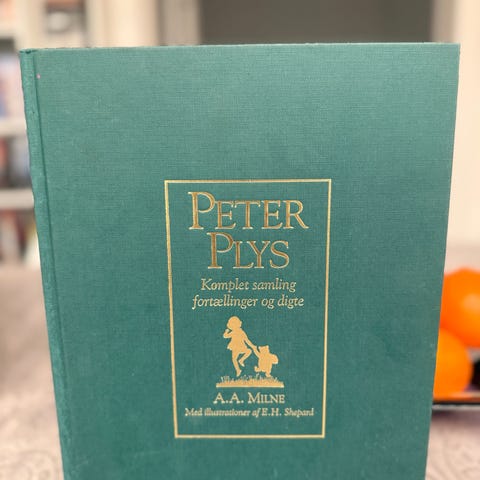 PETER
PLYS
Komplet samling
fortællinger og digte
A.A. MILNE
Med illustrationer af E.H. Shepard